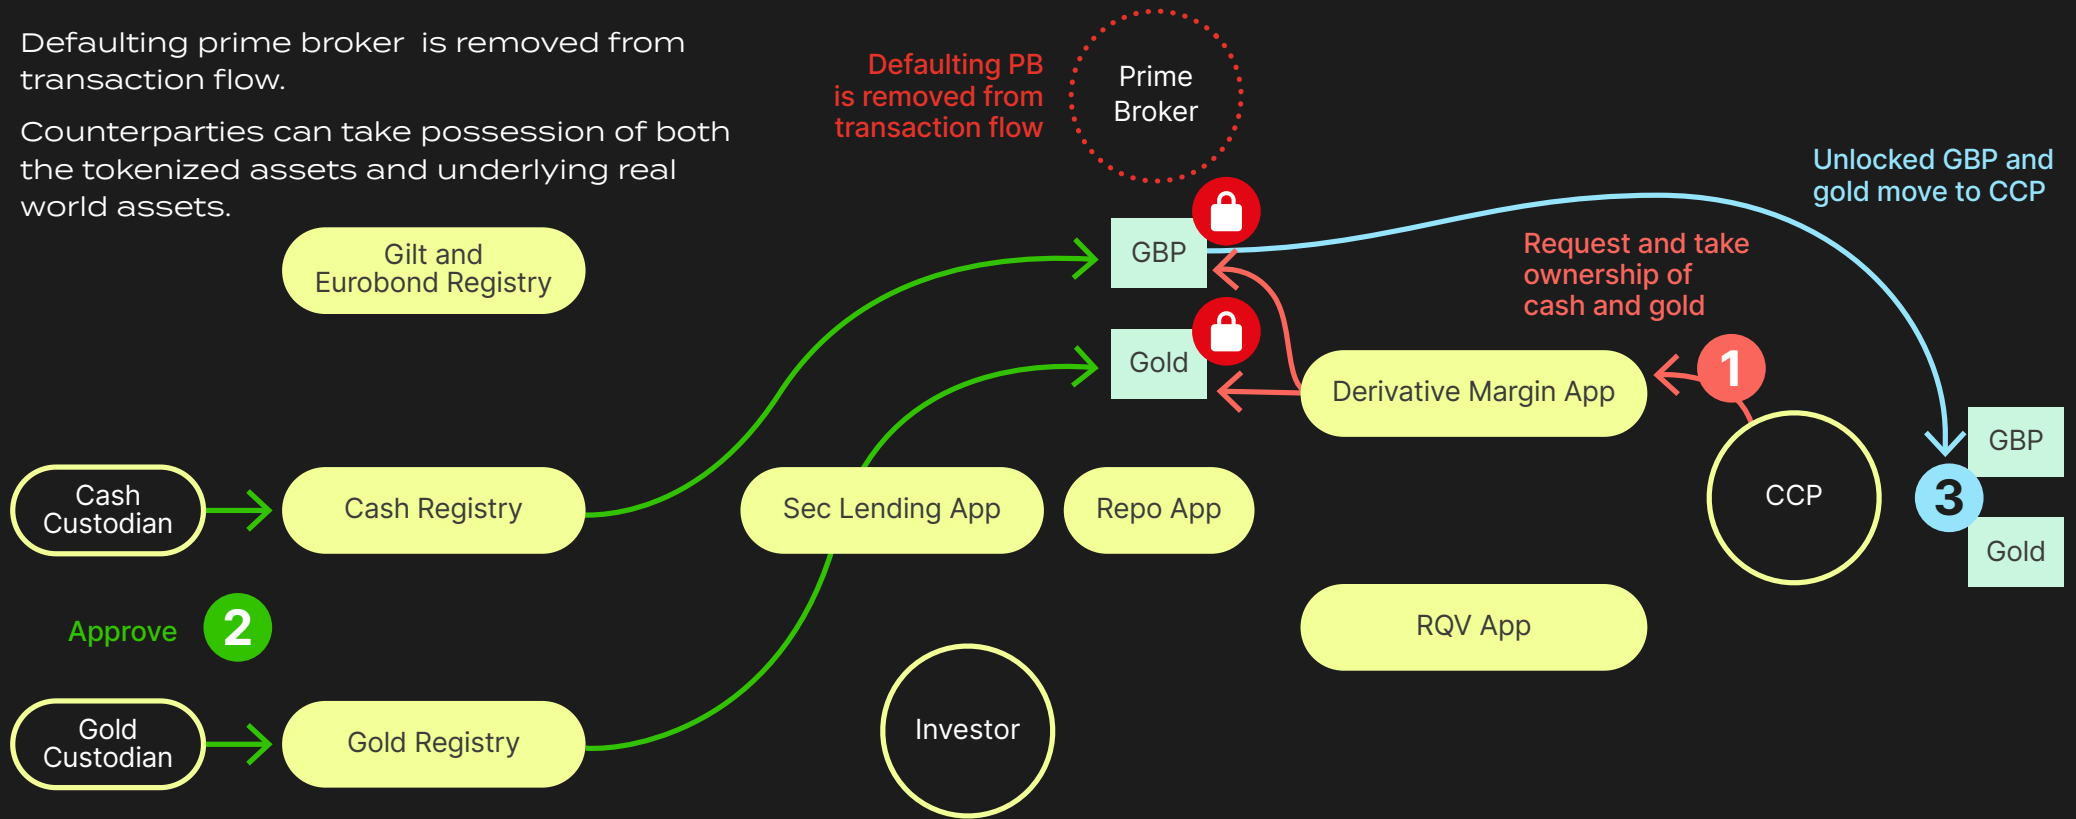 Defaulting prime broker  is removed from
transaction flow.
Counterparties can take possession of both
the tokenized assets and underlying real
world assets.
Defaulting PB
is removed from
transaction flow
Prime
Broker
Unlocked GBP and
gold move to CCP
Request and take
ownership of
cash and gold
Gilt and
Eurobond Registry
GBP
Gold
Derivative Margin App
1
Cash
Custodian
Cash Registry
Sec Lending App
Repo App
CCP
GBP
3
Gold
Approve
2
RQV App
Gold
Custodian
Gold Registry
Investor